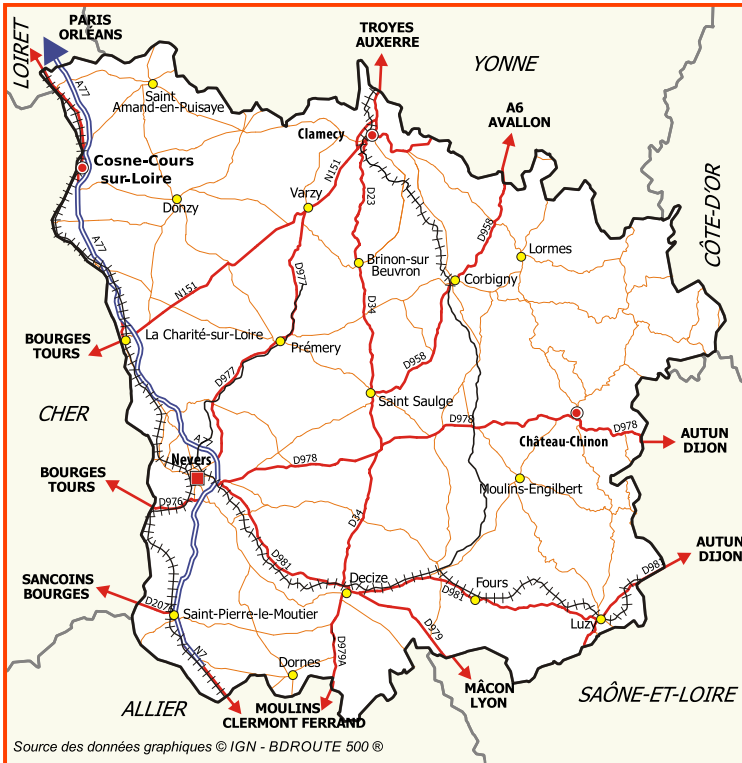 PARIS
ORLÉANS
LOIRET
TROYES
AUXERRE
YONNE
A6
AVALLON
CÔTE-D'OR
A77
Saint
Amand-en-Puisaye
Clamecy
Cosne-Cours
sur-Loire
N151
D23
Varzy
Donzy
D958
Lormes
A77
Brinon-sur
Beuvron
D977
Corbigny
N151
D34
BOURGES
TOURS
La Charité-sur-Loire
Prémery
D958
D977
Saint Saulge
CHER
D978
D978
Château-Chinon
A77
AUTUN
DIJON
Nevers
D978
BOURGES
TOURS
D976
Moulins-Engilbert
D34
AUTUN
DIJON
D981
D981
SANCOINS
BOURGES
Decize
Fours
D981
D2076
Saint-Pierre-le-Moutier
Luzy
D979
N7
D979A
Dornes
MÂCON
LYON
SAÔNE-ET-LOIRE
ALLIER
MOULINS
CLERMONT FERRAND
Source des données graphiques © IGN - BDROUTE 500 ®